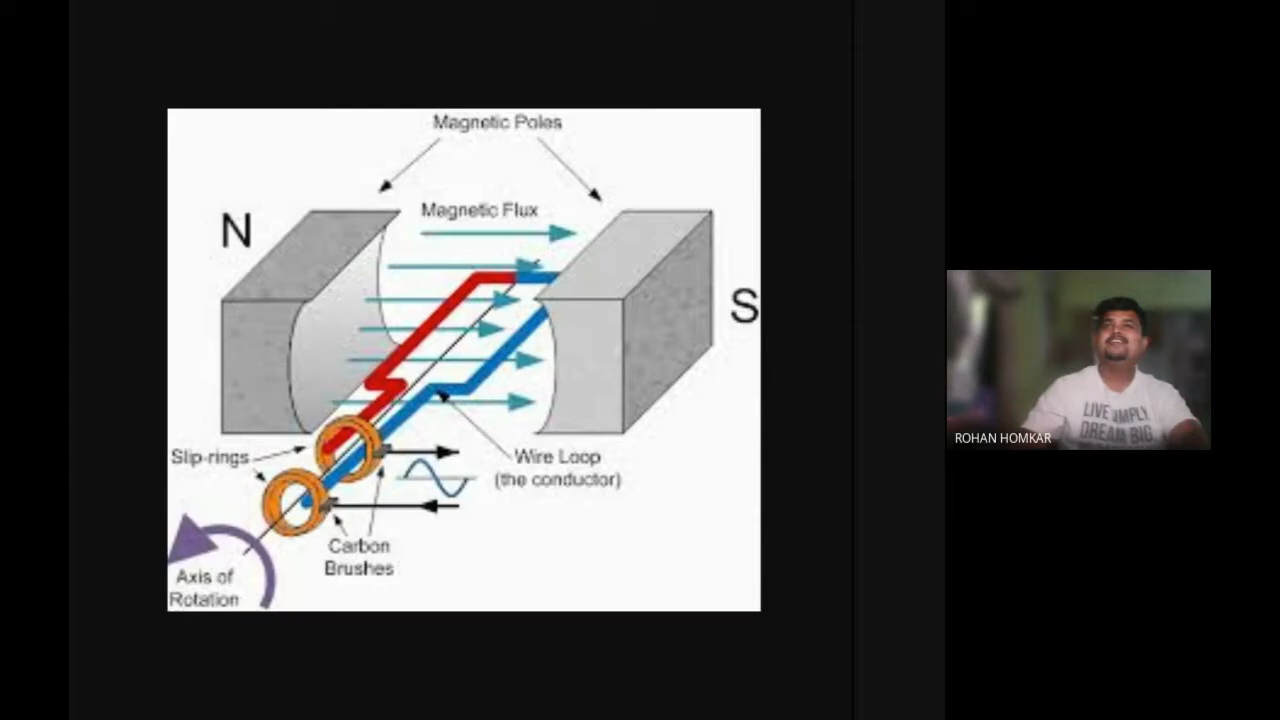 Magnetic Poles
N
Magnetic Flux
S
Slip-rings
Wire Loop
(the conductor)
Carbon
Brushes
Axis of
Rotation
ROHAN HOMKAR
LIVE SIMPLY
DREAM BIG